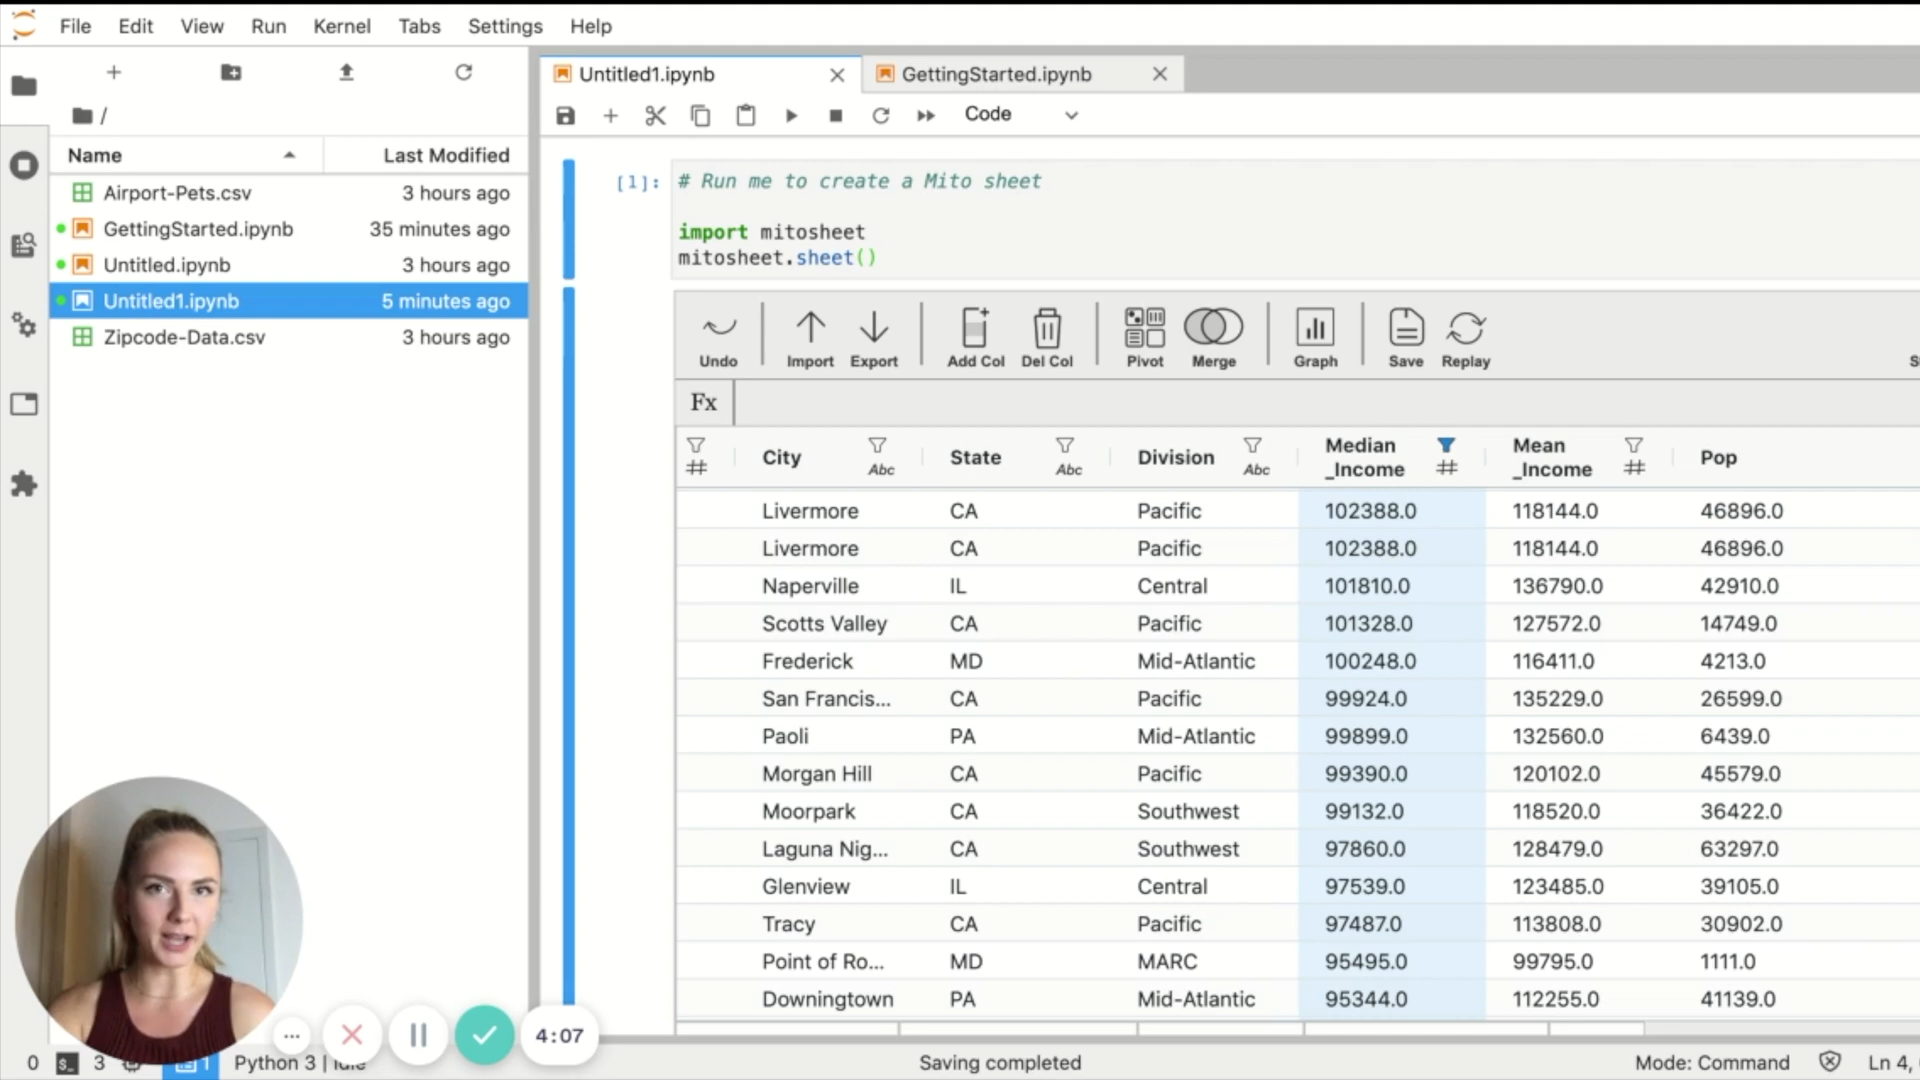 File Edit View Run Kernel Tabs Settings Help
Untitled1.ipynb GettingStarted.ipynb
/
Code
Name Last Modified
Airport-Pets.csv 3 hours ago
GettingStarted.ipynb 35 minutes ago
Untitled.ipynb 3 hours ago
Untitled1.ipynb 5 minutes ago
Zipcode-Data.csv 3 hours ago
[1]: # Run me to create a Mito sheet
import mitosheet
mitosheet.sheet()
Undo Import Export Add Col Del Col Pivot Merge Graph Save Replay
Fx
# City Abc State Abc Division Abc Median _Income # Mean _Income # Pop
Livermore CA Pacific 102388.0 118144.0 46896.0
Livermore CA Pacific 102388.0 118144.0 46896.0
Naperville IL Central 101810.0 136790.0 42910.0
Scotts Valley CA Pacific 101328.0 127572.0 14749.0
Frederick MD Mid-Atlantic 100248.0 116411.0 4213.0
San Francis... CA Pacific 99924.0 135229.0 26599.0
Paoli PA Mid-Atlantic 99899.0 132560.0 6439.0
Morgan Hill CA Pacific 99390.0 120102.0 45579.0
Moorpark CA Southwest 99132.0 118520.0 36422.0
Laguna Nig... CA Southwest 97860.0 128479.0 63297.0
Glenview IL Central 97539.0 123485.0 39105.0
Tracy CA Pacific 97487.0 113808.0 30902.0
Point of Ro... MD MARC 95495.0 99795.0 1111.0
Downingtown PA Mid-Atlantic 95344.0 112255.0 41139.0
4:07
0 3 1 Python 3 | Idle Saving completed Mode: Command Ln 4,